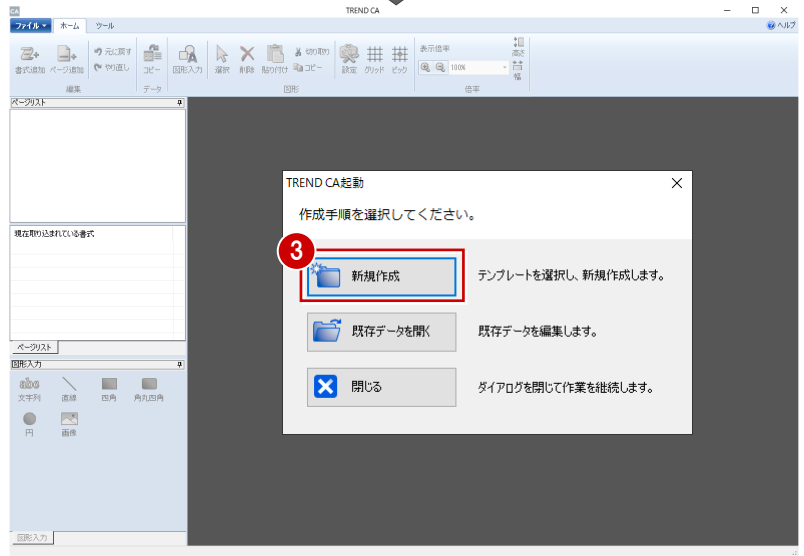 CA
TREND CA
ファイル ホーム ツール
ヘルプ
書式追加 ページ追加 元に戻す やり直し
編集
コピー
データ
図形入力 選択 削除 貼り付け 切り取り コピー
設定 グリッド ピック
図形
表示倍率
100%
高さ
幅
倍率
ページリスト
現在取り込まれている書式
ページリスト
図形入力
abc
文字列 直線 四角 角丸四角
円 画像
図形入力
TREND CA起動
作成手順を選択してください。
3
新規作成 テンプレートを選択し、新規作成します。
既存データを開く 既存データを編集します。
閉じる ダイアログを閉じて作業を継続します。